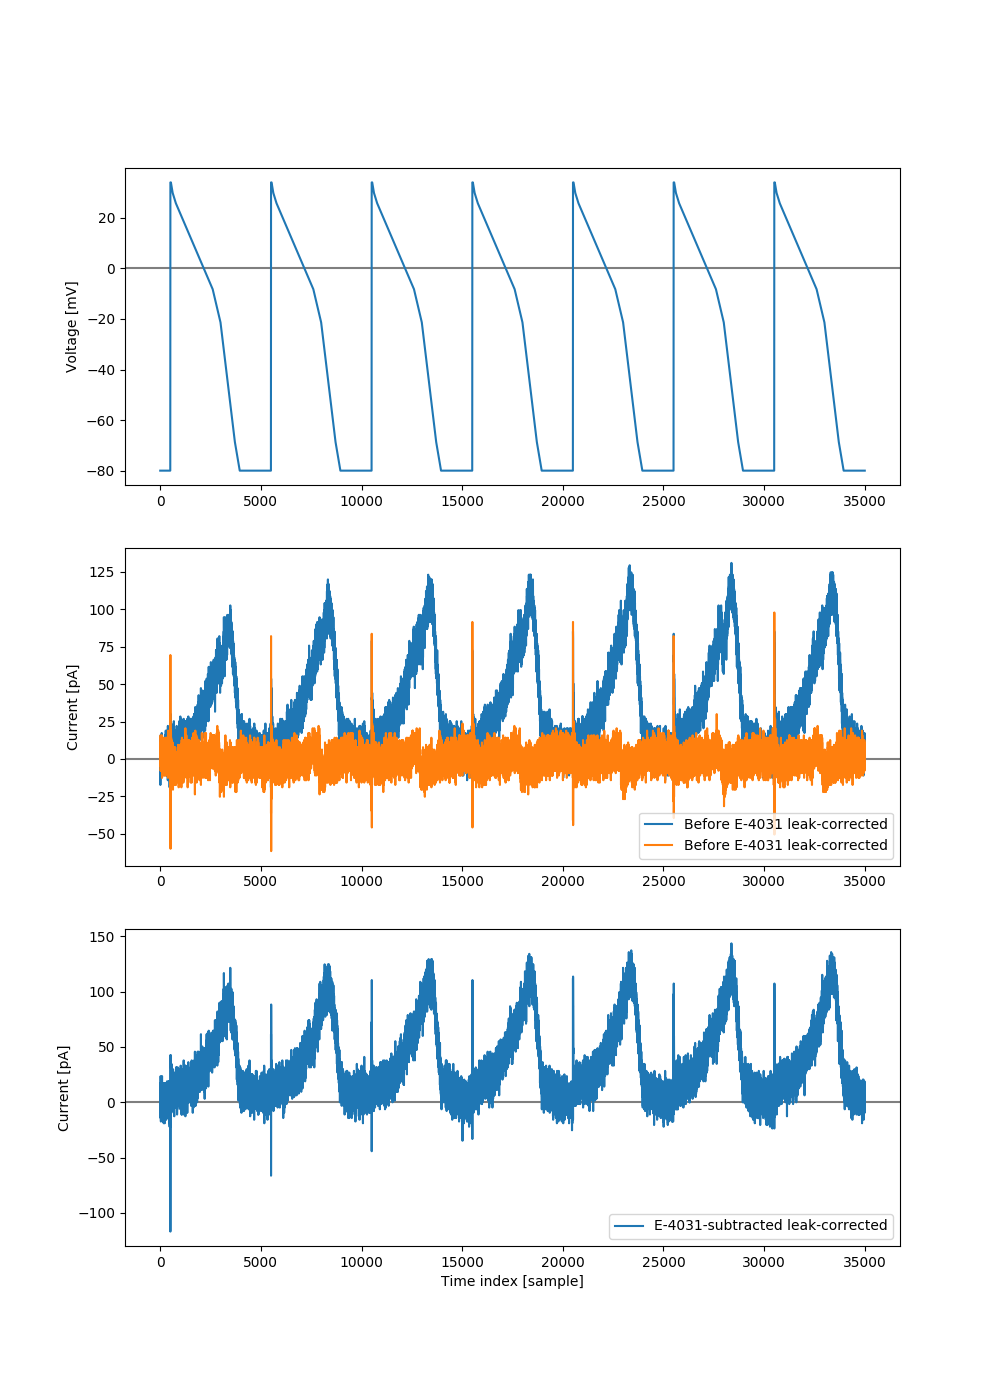 20
0
−20
−40
−60
−80
Voltage [mV]
0 5000 10000 15000 20000 25000 30000 35000
125
100
75
50
25
0
−25
−50
Current [pA]
Before E-4031 leak-corrected
Before E-4031 leak-corrected
0 5000 10000 15000 20000 25000 30000 35000
150
100
50
0
−50
−100
Current [pA]
E-4031-subtracted leak-corrected
0 5000 10000 15000 20000 25000 30000 35000
Time index [sample]